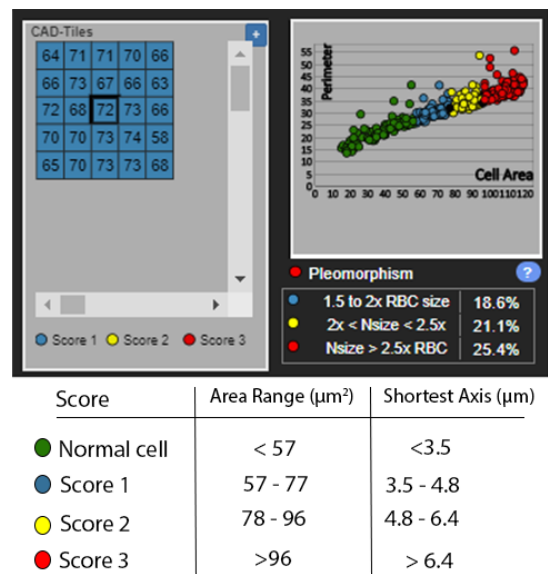 CAD-Tiles
+
64 71 71 70 66
66 73 67 66 63
72 68 72 73 66
70 70 73 74 58
65 70 73 73 68
Score 1 Score 2 Score 3
Perimeter
55
50
45
40
35
30
25
20
15
10
5
0
Cell Area
0 10 20 30 40 50 60 70 80 90 100110120
Pleomorphism ?
1.5 to 2x RBC size 18.6%
2x < Nsize < 2.5x 21.1%
Nsize > 2.5x RBC 25.4%
Score Area Range (µm²) Shortest Axis (µm)
Normal cell < 57 <3.5
Score 1 57 - 77 3.5 - 4.8
Score 2 78 - 96 4.8 - 6.4
Score 3 >96 > 6.4